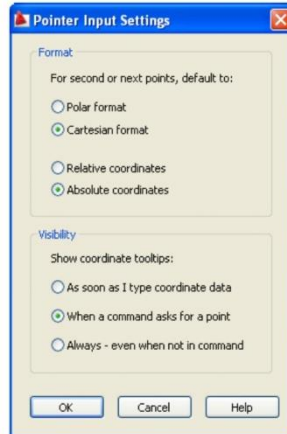 Pointer Input Settings
Format
For second or next points, default to:
Polar format
Cartesian format
Relative coordinates
Absolute coordinates
Visibility
Show coordinate tooltips:
As soon as I type coordinate data
When a command asks for a point
Always - even when not in command
OK Cancel Help